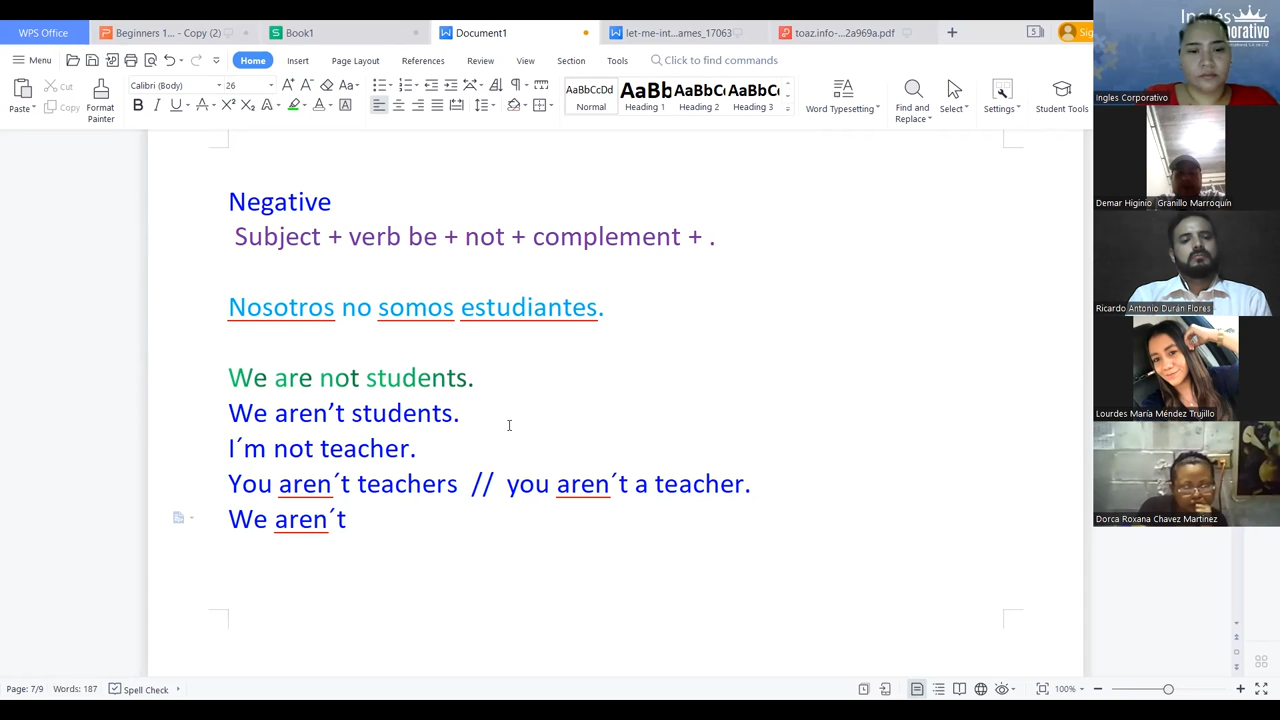 WPS Office
Beginners 1... - Copy (2)
Book1
Document1
let-me-int...ames_17063
toaz.info-...2a969a.pdf
Menu
Home
Insert
Page Layout
References
Review
View
Section
Tools
Click to find commands
Paste
Cut
Copy
Format Painter
Calibri (Body)
26
AaBbCcDd
Normal
AaBb
Heading 1
AaBbC
Heading 2
AaBbC
Heading 3
Word Typesetting
Find and Replace
Select
Settings
Student Tools
Negative
Subject + verb be + not + complement + .
Nosotros no somos estudiantes.
We are not students.
We aren’t students.
I´m not teacher.
You aren´t teachers // you aren´t a teacher.
We aren´t
Page: 7/9 Words: 187 Spell Check
100%
Inglés
Ingles Corporativo
Demar Higinio Granillo Marroquín
Ricardo Antonio Durán Flores
Lourdes María Méndez Trujillo
Dorca Roxana Chavez Martinez